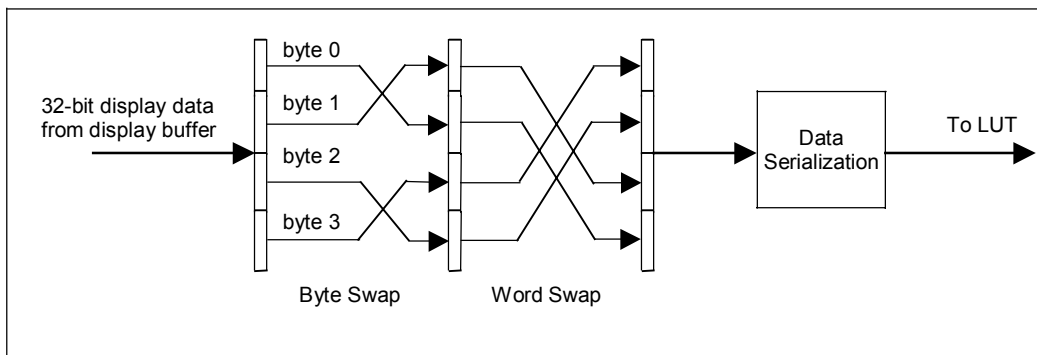 byte 0
32-bit display data
from display buffer
byte 1
byte 2
byte 3
Byte Swap
Word Swap
Data
Serialization
To LUT